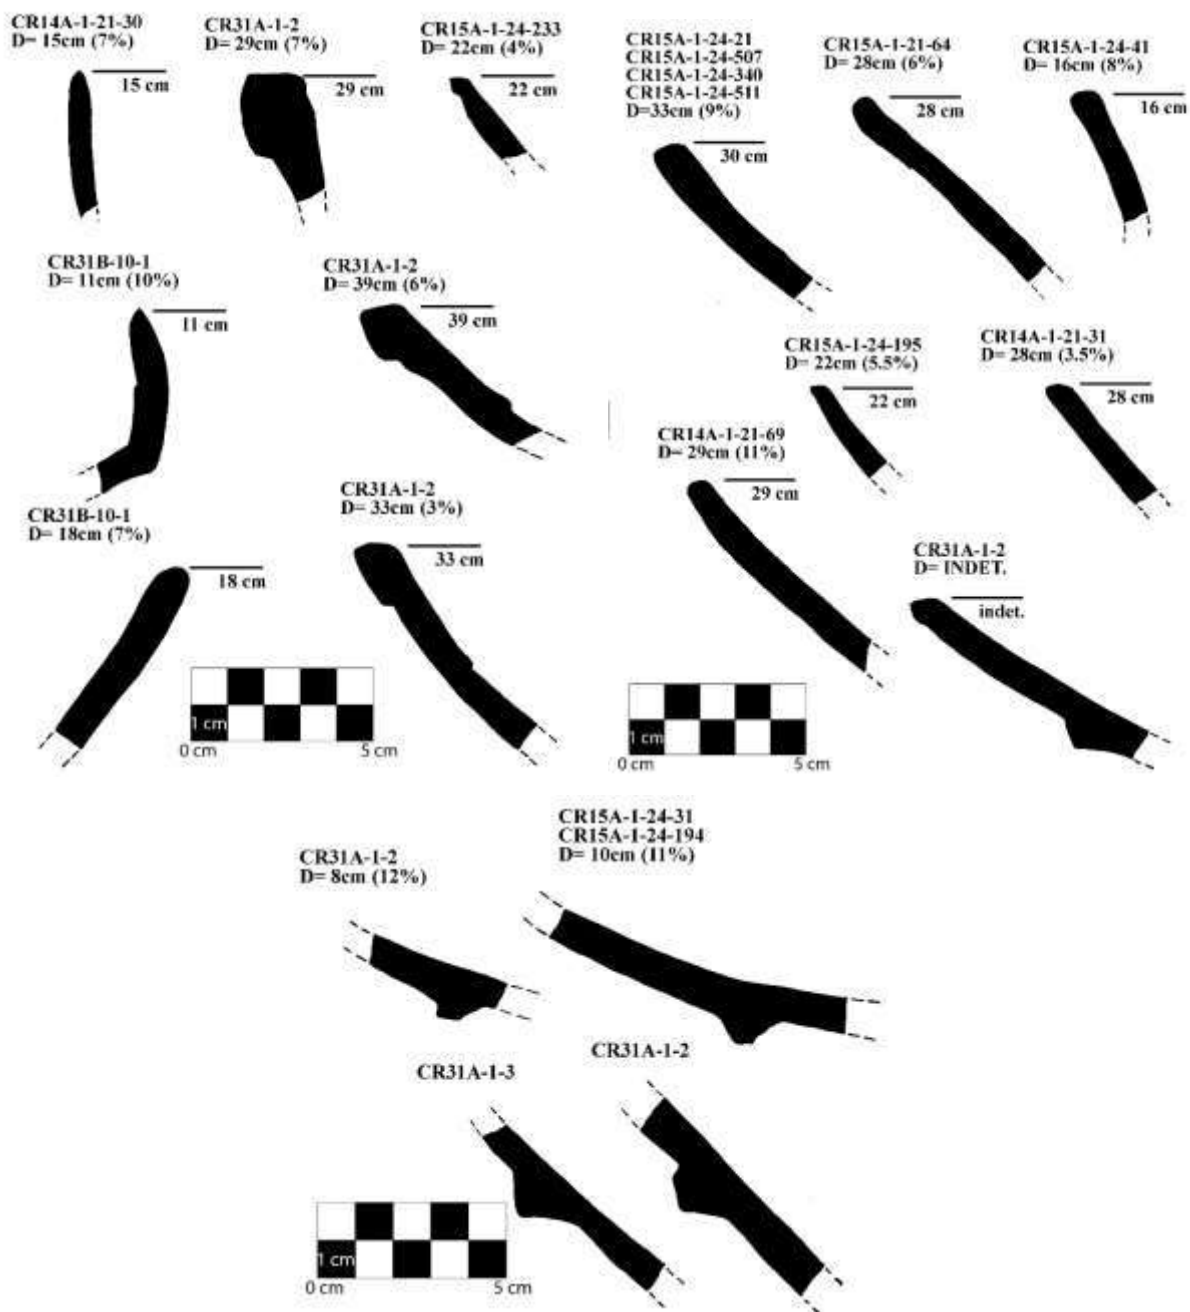 CR14A-1-21-30
D= 15cm (7%)
15 cm
CR31A-1-2
D= 29cm (7%)
29 cm
CR15A-1-24-233
D= 22cm (4%)
22 cm
CR15A-1-24-21
CR15A-1-24-507
CR15A-1-24-340
CR15A-1-24-511
D=33cm (9%)
30 cm
CR15A-1-21-64
D= 28cm (6%)
28 cm
CR15A-1-24-41
D= 16cm (8%)
16 cm
CR31B-10-1
D= 11cm (10%)
11 cm
CR31A-1-2
D= 39cm (6%)
39 cm
CR15A-1-24-195
D= 22cm (5.5%)
22 cm
CR14A-1-21-31
D= 28cm (3.5%)
28 cm
CR31B-10-1
D= 18cm (7%)
18 cm
CR31A-1-2
D= 33cm (3%)
33 cm
CR14A-1-21-69
D= 29cm (11%)
29 cm
CR31A-1-2
D= INDET.
indet.
1 cm
0 cm
5 cm
1 cm
0 cm
5 cm
CR31A-1-2
D= 8cm (12%)
CR15A-1-24-31
CR15A-1-24-194
D= 10cm (11%)
CR31A-1-3
CR31A-1-2
1 cm
0 cm
5 cm